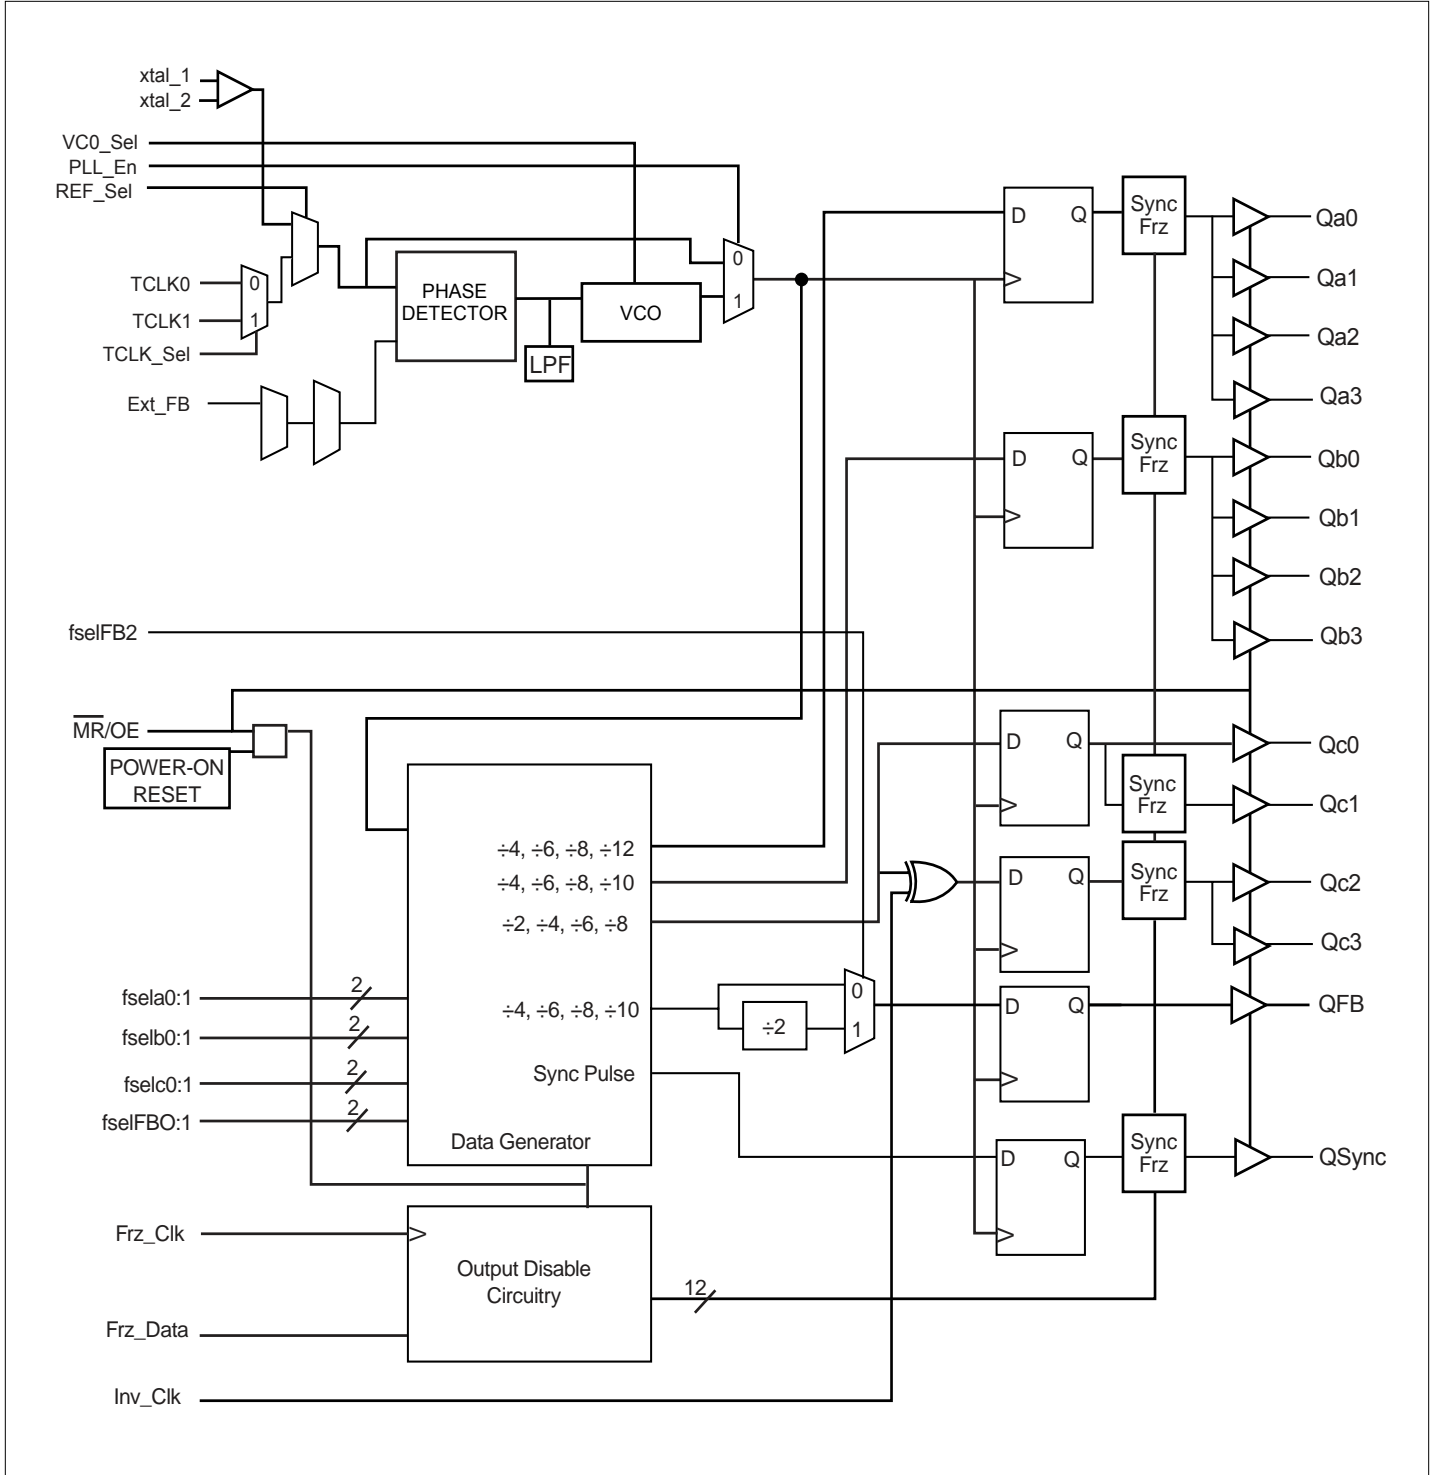 xtal_1
xtal_2
VC0_Sel
PLL_En
REF_Sel
TCLK0
TCLK1
TCLK_Sel
Ext_FB
0
1
PHASE
DETECTOR
LPF
VCO
0
1
D Q
Sync
Frz
Qa0
Qa1
Qa2
Qa3
D Q
Sync
Frz
Qb0
Qb1
Qb2
Qb3
fselFB2
MR/OE
POWER-ON
RESET
D Q
Sync
Frz
Qc0
Qc1
÷4, ÷6, ÷8, ÷12
÷4, ÷6, ÷8, ÷10
÷2, ÷4, ÷6, ÷8
÷4, ÷6, ÷8, ÷10
Sync Pulse
Data Generator
D Q
Sync
Frz
Qc2
Qc3
fsela0:1
2
fselb0:1
2
fselc0:1
2
fselFBO:1
2
÷2
0
1
D Q
QFB
D Q
Sync
Frz
QSync
Frz_Clk
Output Disable
Circuitry
12
Frz_Data
Inv_Clk